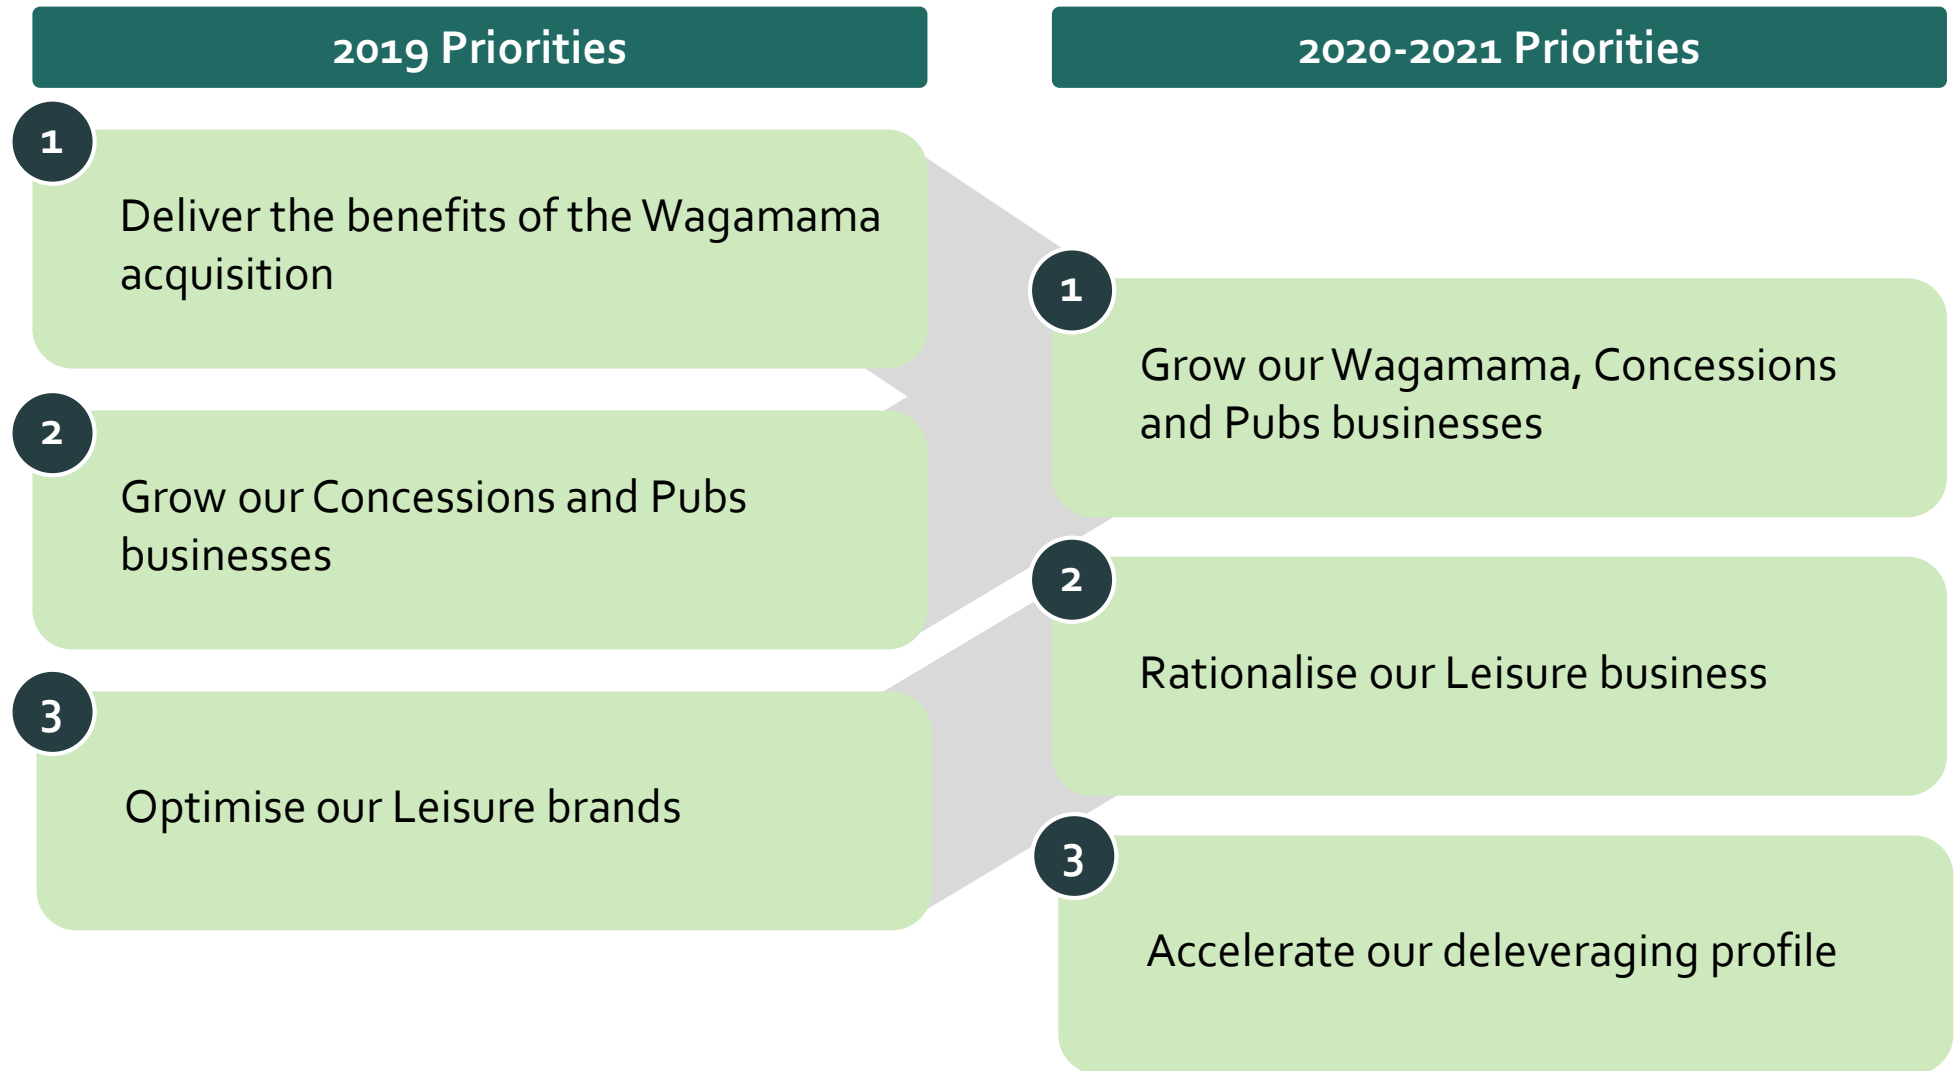 2019 Priorities
1
Deliver the benefits of the Wagamama
acquisition
2
Grow our Concessions and Pubs
businesses
3
Optimise our Leisure brands
2020-2021 Priorities
1
Grow our Wagamama, Concessions
and Pubs businesses
2
Rationalise our Leisure business
3
Accelerate our deleveraging profile